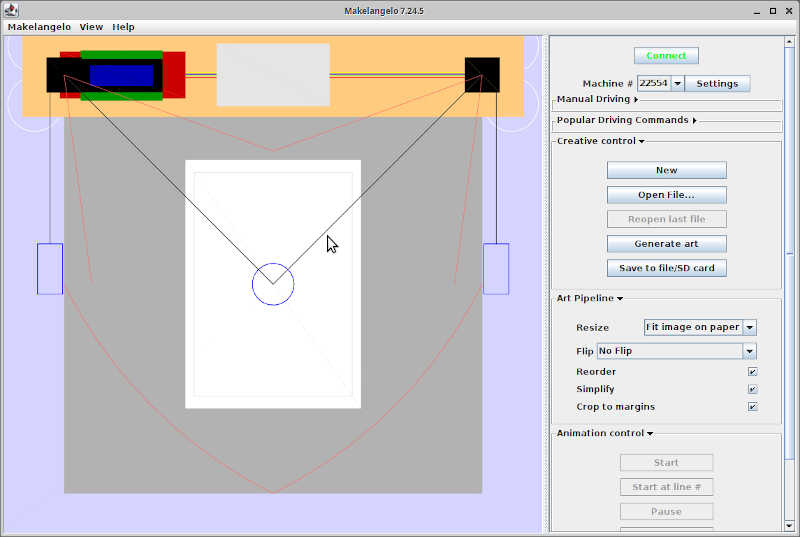 Makelangelo 7.24.5
Makelangelo View Help
Connect
Machine # 22554 Settings
Manual Driving
Popular Driving Commands
Creative control
New
Open File...
Reopen last file
Generate art
Save to file/SD card
Art Pipeline
Resize Fit image on paper
Flip No Flip
Reorder
Simplify
Crop to margins
Animation control
Start
Start at line #
Pause